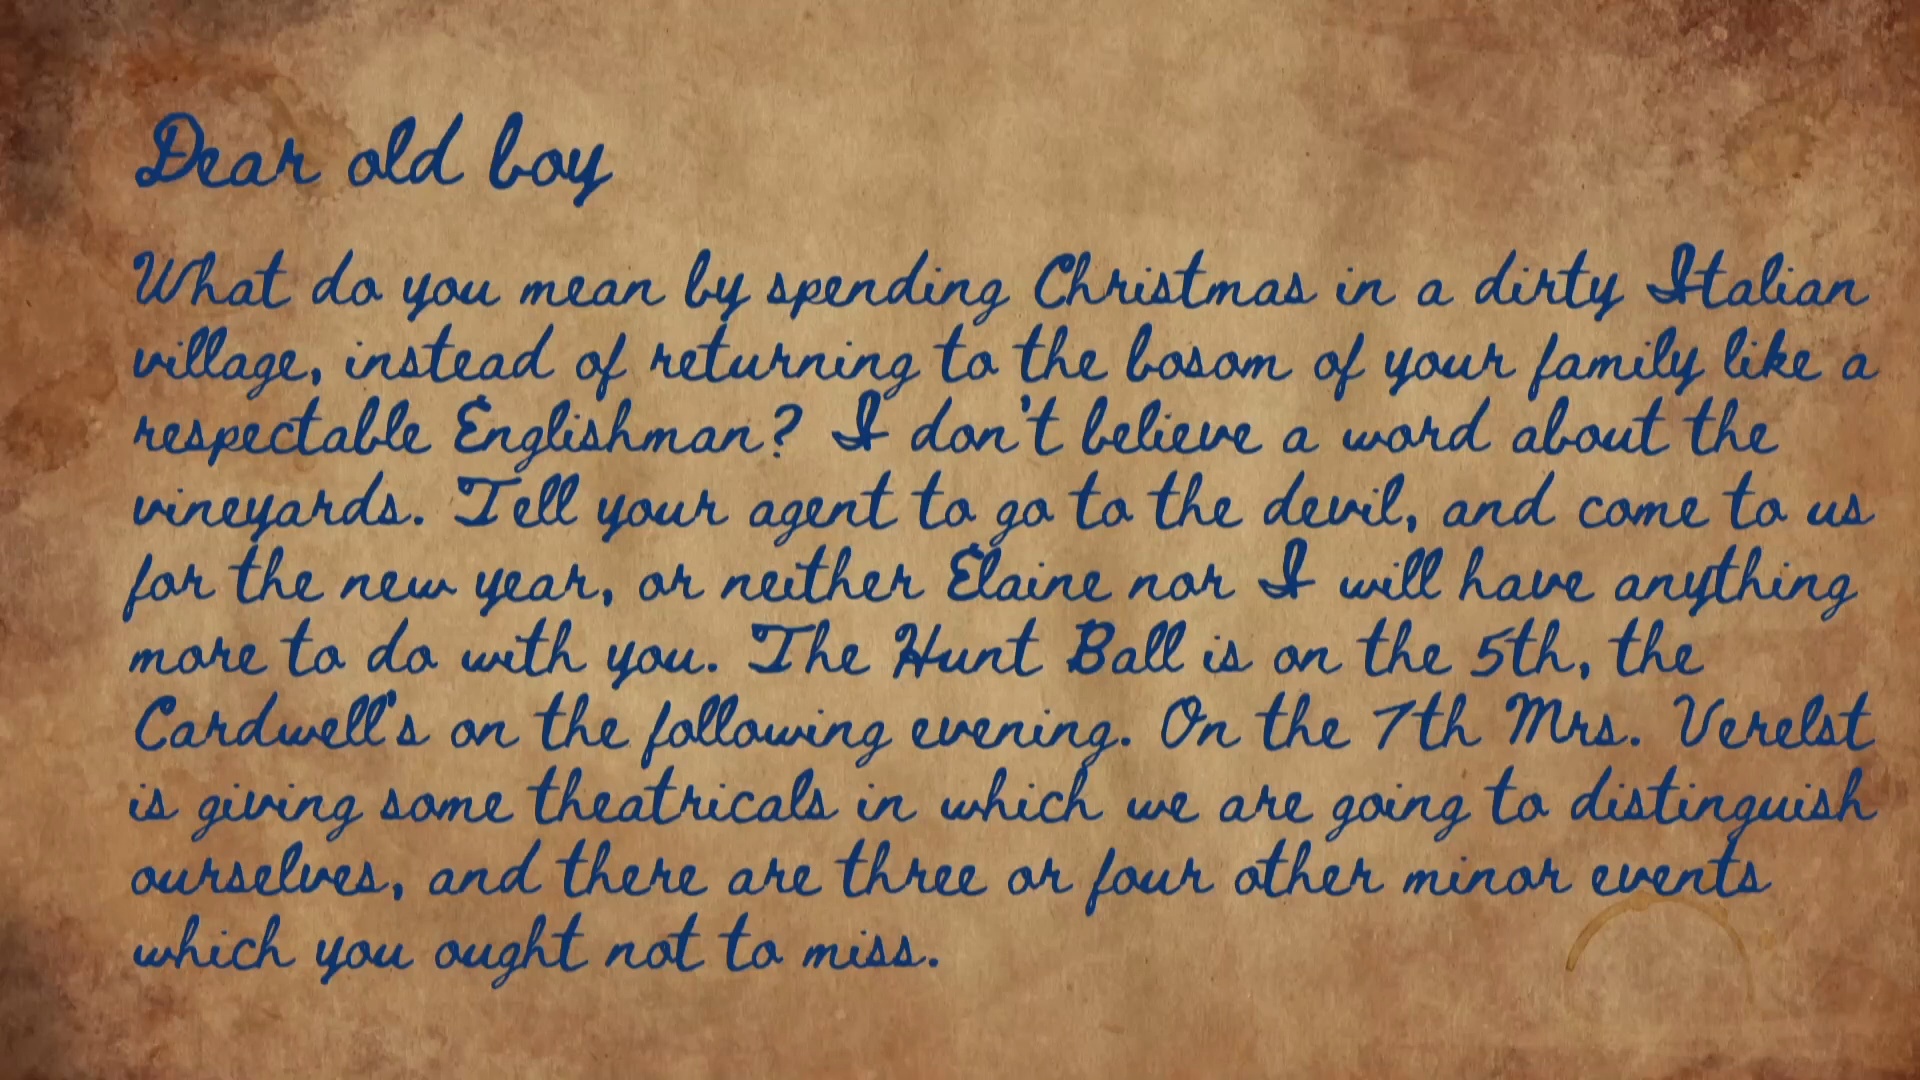 Dear old boy
What do you mean by spending Christmas in a dirty Italian
village, instead of returning to the bosom of your family like a
respectable Englishman? I don't believe a word about the
vineyards. Tell your agent to go to the devil, and come to us
for the new year, or neither Elaine nor I will have anything
more to do with you. The Hunt Ball is on the 5th, the
Cardwell's on the following evening. On the 7th Mrs. Verelst
is giving some theatricals in which we are going to distinguish
ourselves, and there are three or four other minor events
which you ought not to miss.